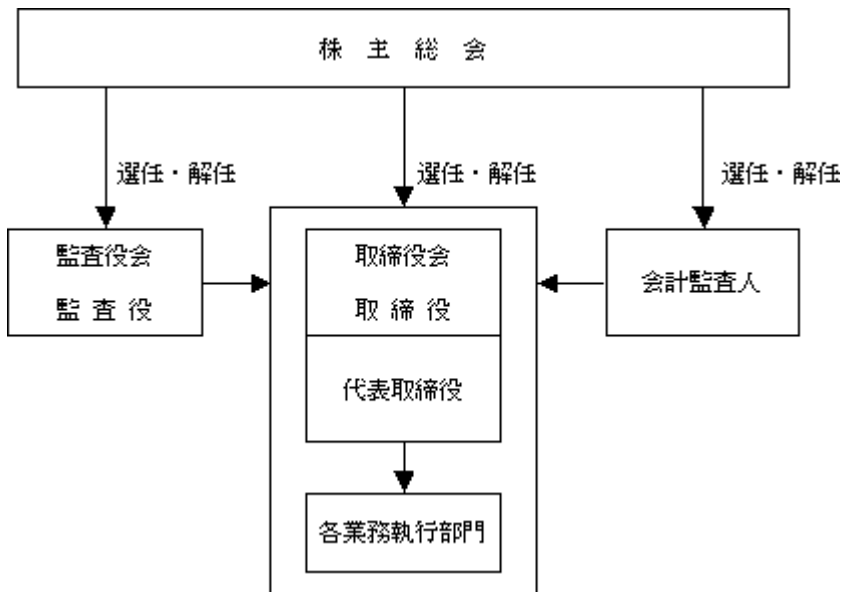 株主総会
選任・解任
選任・解任
選任・解任
監査役会
監査役
取締役会
取締役
代表取締役
会計監査人
各業務執行部門